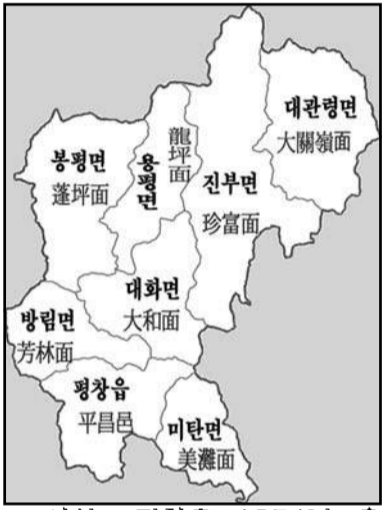 대관령면
大關嶺面
봉평면
蓬坪面
용평면
龍坪面
진부면
珍富面
대화면
大和面
방림면
芳林面
평창읍
平昌邑
미탄면
美灘面